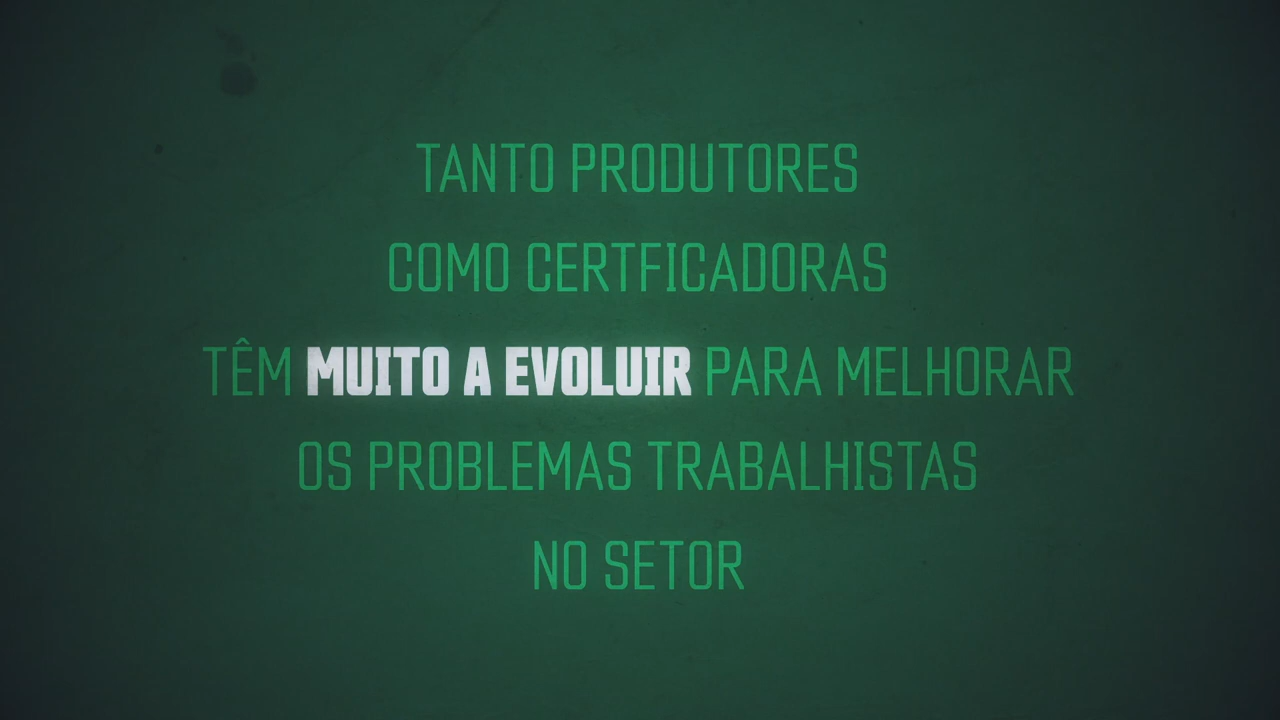 TANTO PRODUTORES
COMO CERTFICADORAS
TÊM MUITO A EVOLUIR PARA MELHORAR
OS PROBLEMAS TRABALHISTAS
NO SETOR